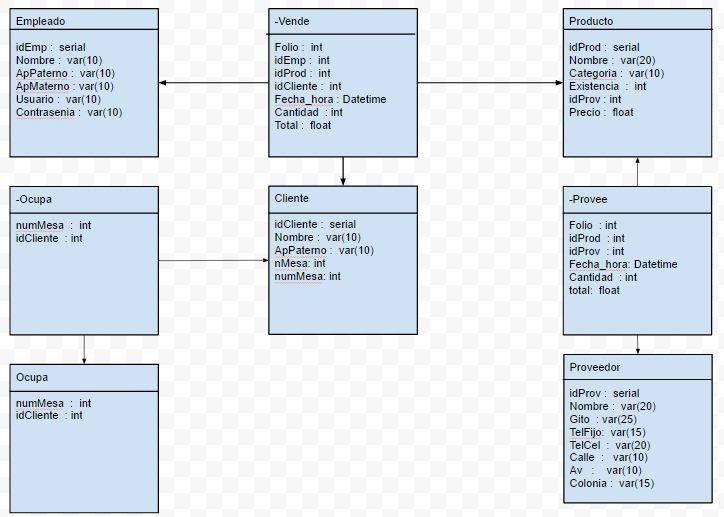 Empleado
idEmp : serial
Nombre : var(10)
ApPaterno : var(10)
ApMaterno : var(10)
Usuario : var(10)
Contrasenia : var(10)
-Vende
Folio : int
idEmp : int
idProd : int
idCliente : int
Fecha_hora : Datetime
Cantidad : int
Total : float
Producto
idProd : serial
Nombre : var(20)
Categoria : var(10)
Existencia : int
idProv : int
Precio : float
-Ocupa
numMesa : int
idCliente : int
Cliente
idCliente : serial
Nombre : var(10)
ApPaterno : var(10)
nMesa: int
numMesa: int
-Provee
Folio : int
idProd : int
idProv : int
Fecha_hora: Datetime
Cantidad : int
total: float
Ocupa
numMesa : int
idCliente : int
Proveedor
idProv : serial
Nombre : var(20)
Gito : var(25)
TelFijo: var(15)
TelCel : var(20)
Calle : var(10)
Av : var(10)
Colonia : var(15)